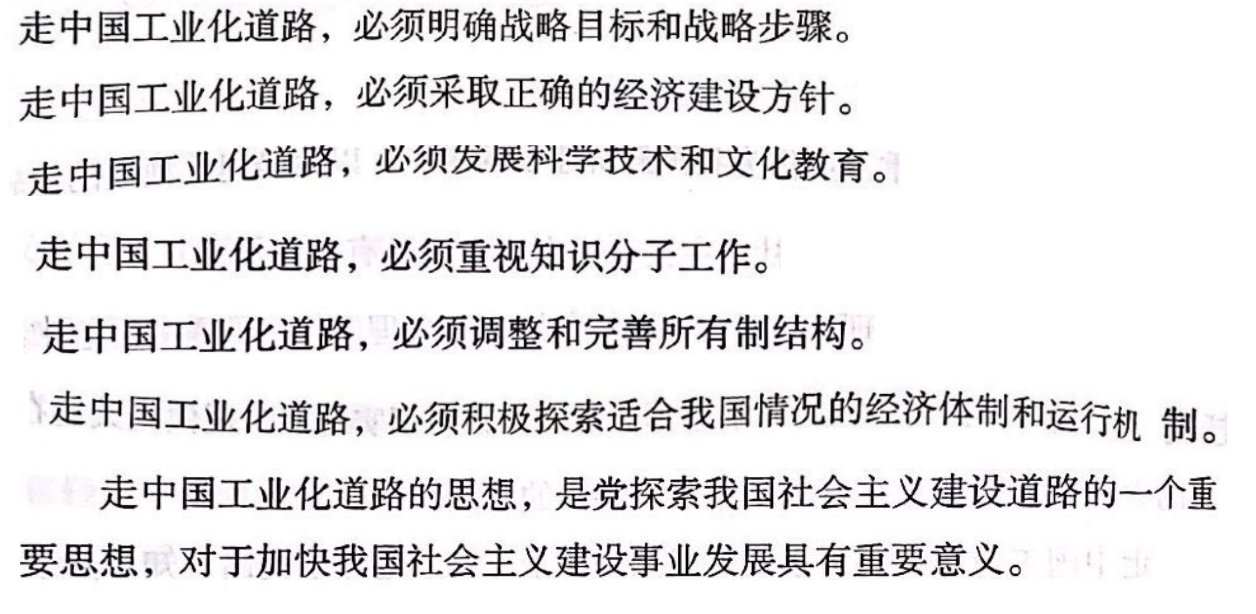 走中国工业化道路，必须明确战略目标和战略步骤。
走中国工业化道路，必须采取正确的经济建设方针。
走中国工业化道路，必须发展科学技术和文化教育。
走中国工业化道路，必须重视知识分子工作。
走中国工业化道路，必须调整和完善所有制结构。
走中国工业化道路，必须积极探索适合我国情况的经济体制和运行机 制。
走中国工业化道路的思想，是党探索我国社会主义建设道路的一个重
要思想，对于加快我国社会主义建设事业发展具有重要意义。